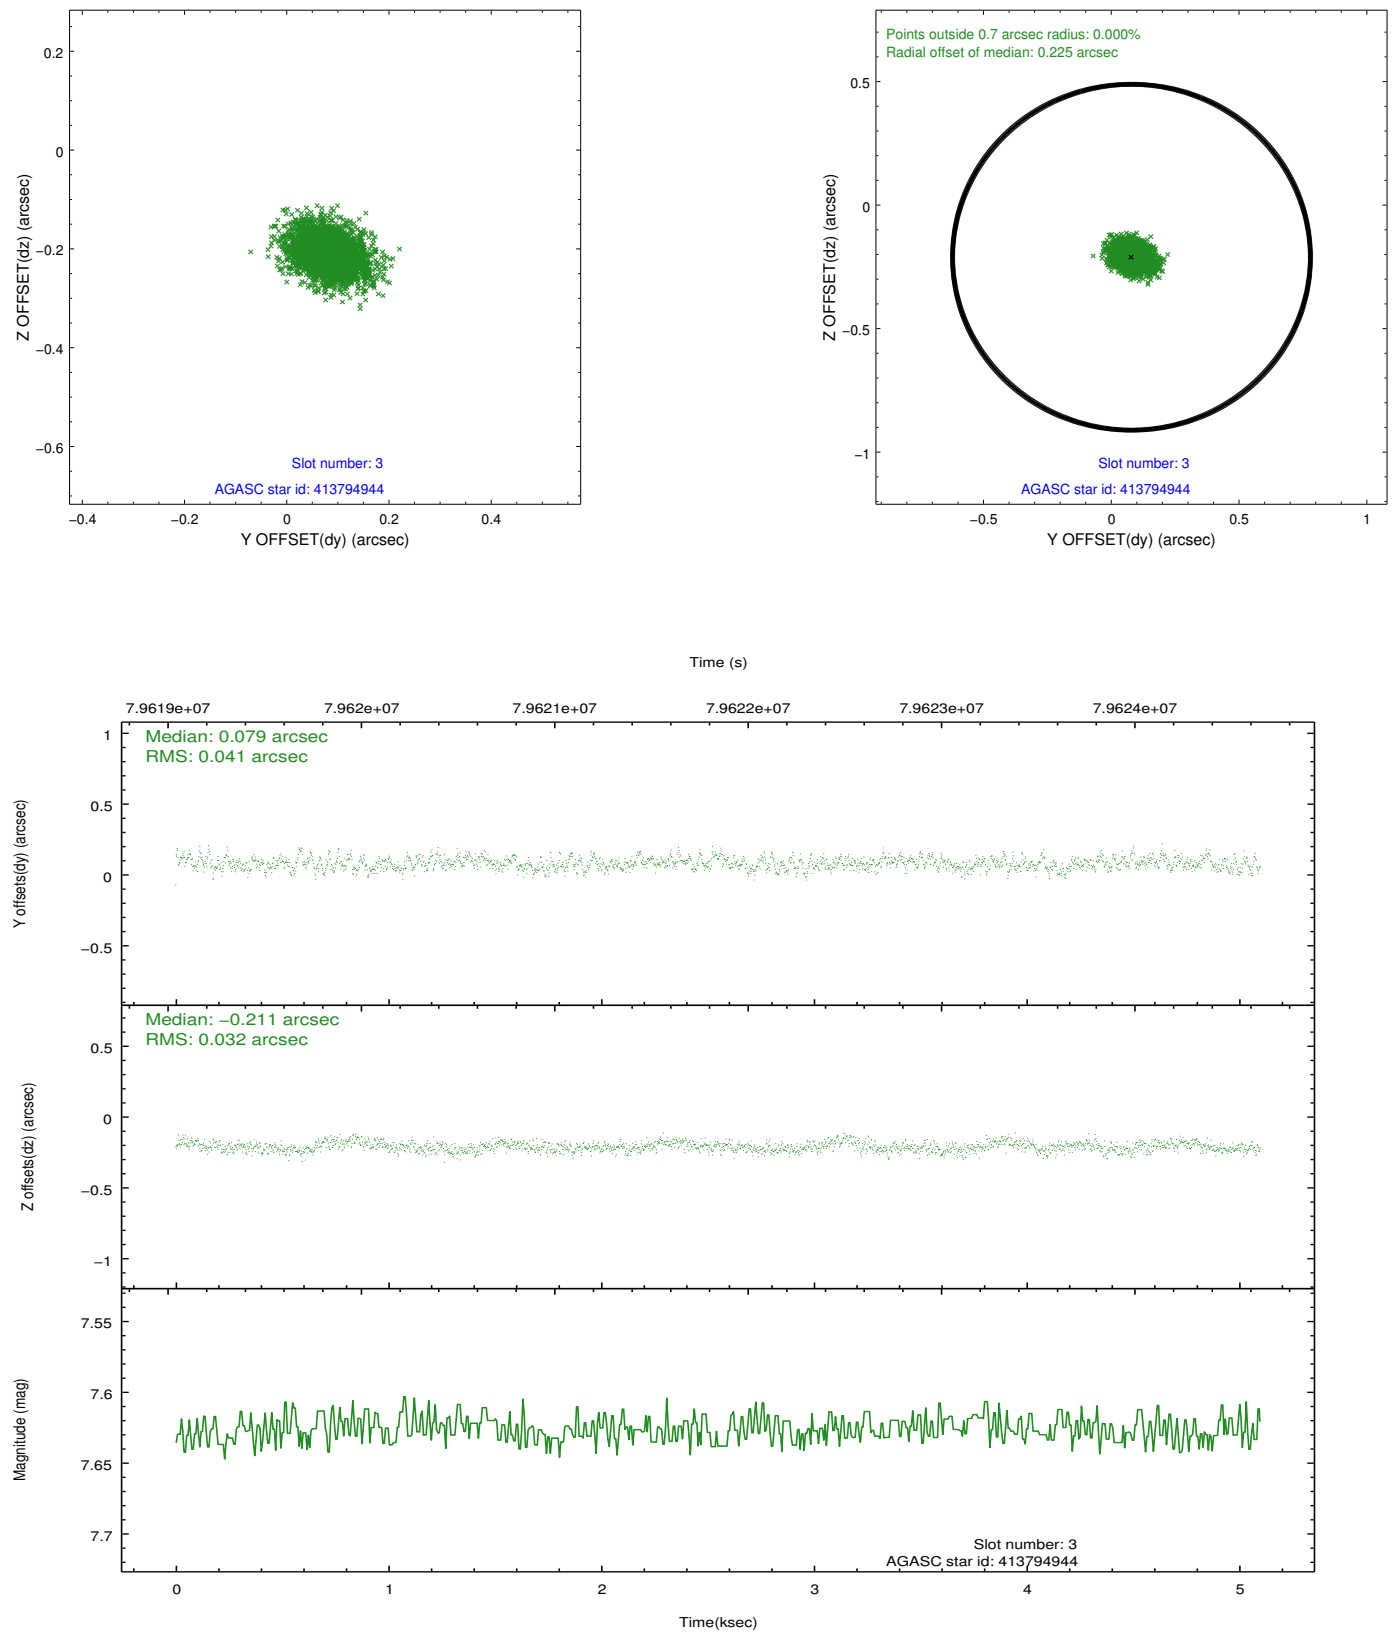 0.2
0
−0.2
−0.4
−0.6
Z OFFSET(dz) (arcsec)
Slot number: 3
AGASC star id: 413794944
−0.4
−0.2
0
0.2
0.4
Y OFFSET(dy) (arcsec)
Points outside 0.7 arcsec radius: 0.000%
Radial offset of median: 0.225 arcsec
0.5
0
−0.5
−1
Z OFFSET(dz) (arcsec)
Slot number: 3
AGASC star id: 413794944
−0.5
0
0.5
1
Y OFFSET(dy) (arcsec)
Time (s)
7.9619e+07
7.962e+07
7.9621e+07
7.9622e+07
7.9623e+07
7.9624e+07
Median: 0.079 arcsec
RMS: 0.041 arcsec
1
0.5
0
−0.5
Y offsets(dy) (arcsec)
Median: −0.211 arcsec
RMS: 0.032 arcsec
0.5
0
−0.5
−1
Z offsets(dz) (arcsec)
7.55
7.6
7.65
7.7
Magnitude (mag)
Slot number: 3
AGASC star id: 413794944
0
1
2
3
4
5
Time(ksec)